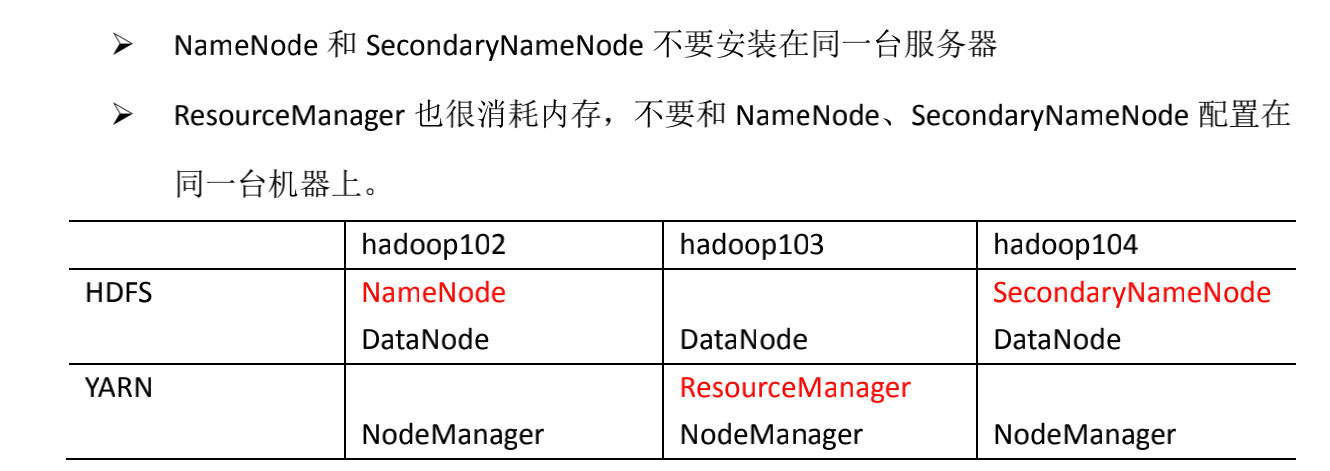 ➢ NameNode 和 SecondaryNameNode 不要安装在同一台服务器
➢ ResourceManager 也很消耗内存，不要和 NameNode、SecondaryNameNode 配置在
同一台机器上。
hadoop102 hadoop103 hadoop104
HDFS NameNode SecondaryNameNode
DataNode DataNode DataNode
YARN ResourceManager
NodeManager NodeManager NodeManager